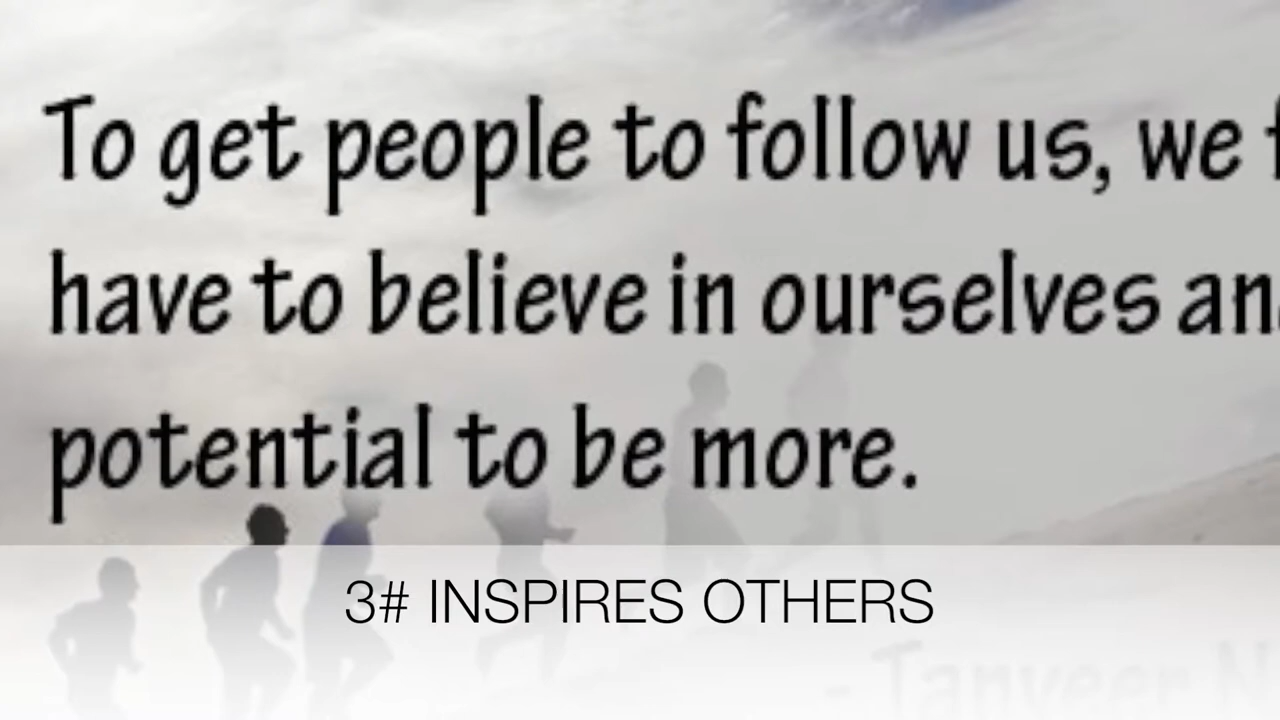 To get people to follow us, we
have to believe in ourselves
potential to be more.
3# INSPIRES OTHERS
- Tanveer